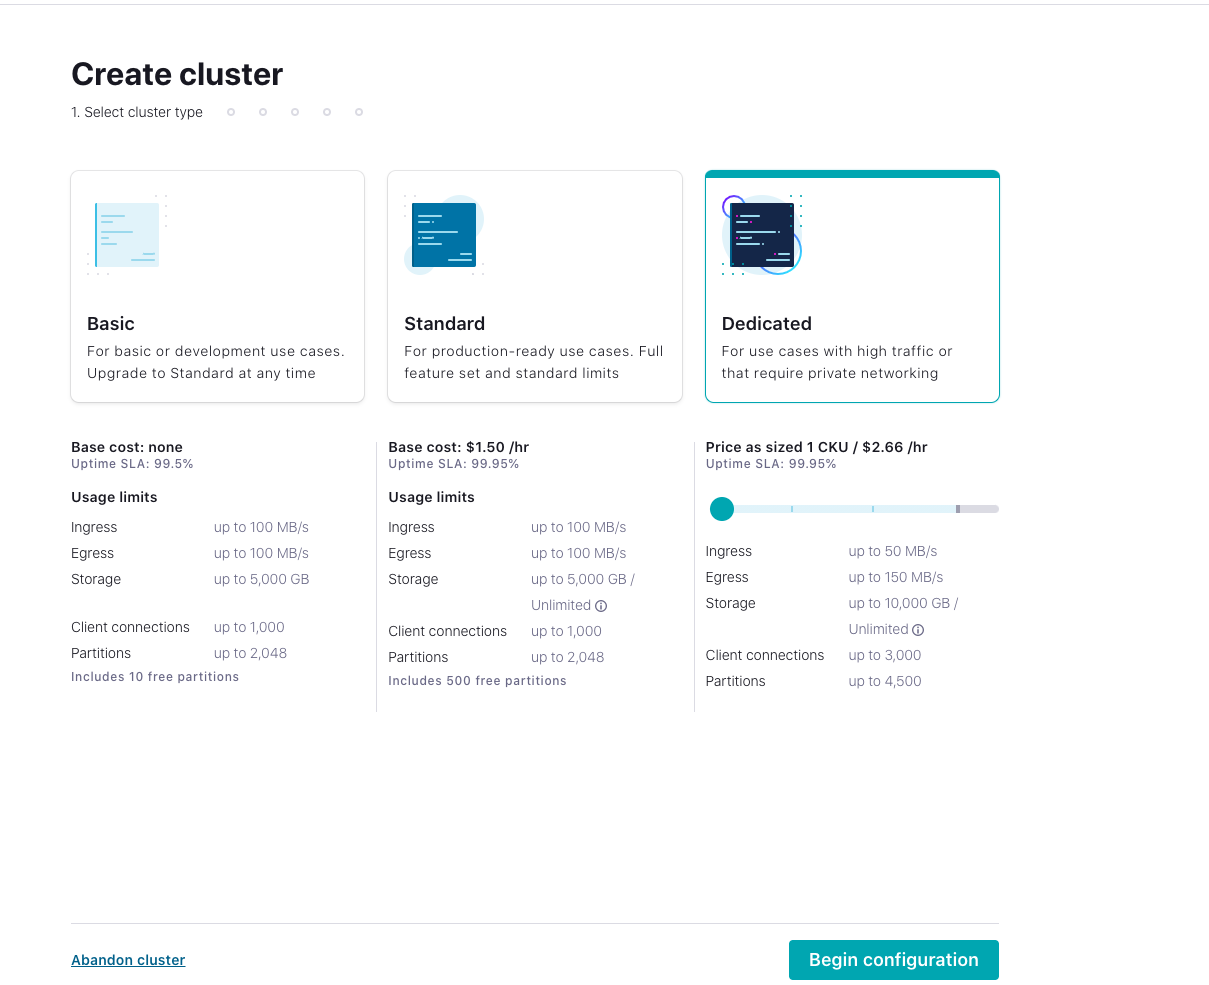 Create cluster
1. Select cluster type
Basic
For basic or development use cases.
Upgrade to Standard at any time
Standard
For production-ready use cases. Full
feature set and standard limits
Dedicated
For use cases with high traffic or
that require private networking
Base cost: none
Uptime SLA: 99.5%
Usage limits
Ingress up to 100 MB/s
Egress up to 100 MB/s
Storage up to 5,000 GB
Client connections up to 1,000
Partitions up to 2,048
Includes 10 free partitions
Base cost: $1.50 /hr
Uptime SLA: 99.95%
Usage limits
Ingress up to 100 MB/s
Egress up to 100 MB/s
Storage up to 5,000 GB /
Unlimited
Client connections up to 1,000
Partitions up to 2,048
Includes 500 free partitions
Price as sized 1 CKU / $2.66 /hr
Uptime SLA: 99.95%
Ingress up to 50 MB/s
Egress up to 150 MB/s
Storage up to 10,000 GB /
Unlimited
Client connections up to 3,000
Partitions up to 4,500
Abandon cluster
Begin configuration